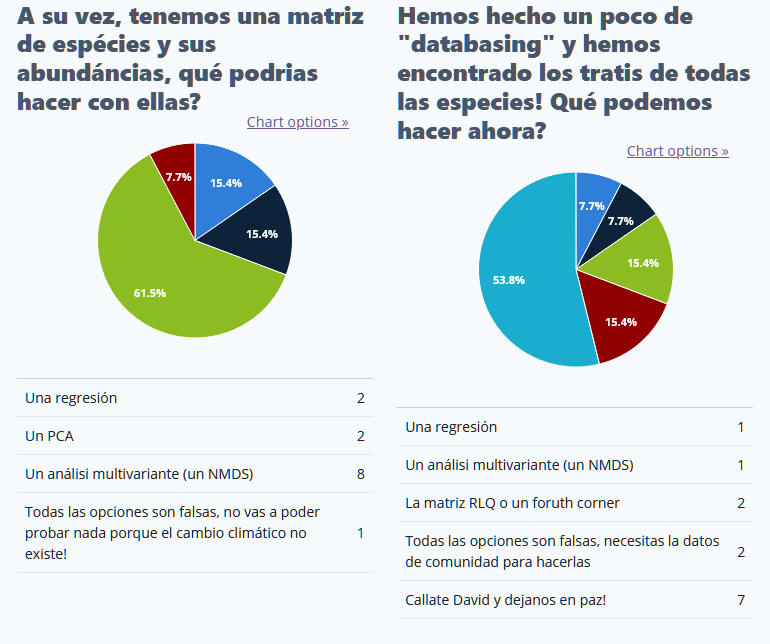 A su vez, tenemos una matriz
de espécies y sus
abundáncias, qué podrias
hacer con ellas?
Chart options »
7.7%
15.4%
15.4%
61.5%
Una regresión 2
Un PCA 2
Un análisi multivariante (un NMDS) 8
Todas las opciones son falsas, no vas a poder
probar nada porque el cambio climático no 1
existe!
Hemos hecho un poco de
"databasing" y hemos
encontrado los tratis de todas
las especies! Qué podemos
hacer ahora?
Chart options »
7.7%
7.7%
15.4%
53.8%
15.4%
Una regresión 1
Un análisi multivariante (un NMDS) 1
La matriz RLQ o un foruth corner 2
Todas las opciones son falsas, necesitas la datos
de comunidad para hacerlas 2
Callate David y dejanos en paz! 7